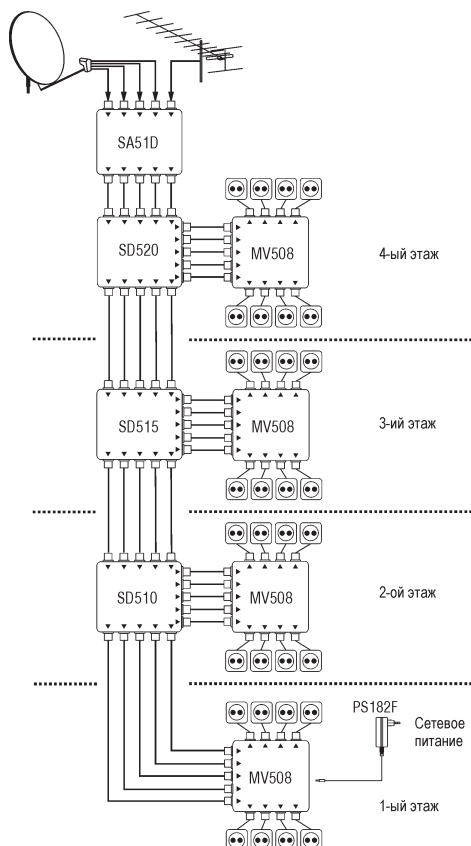 SA51D
SD520
MV508
4-ый этаж
SD515
MV508
3-ий этаж
SD510
MV508
2-ой этаж
PS182F
Сетевое
питание
MV508
1-ый этаж